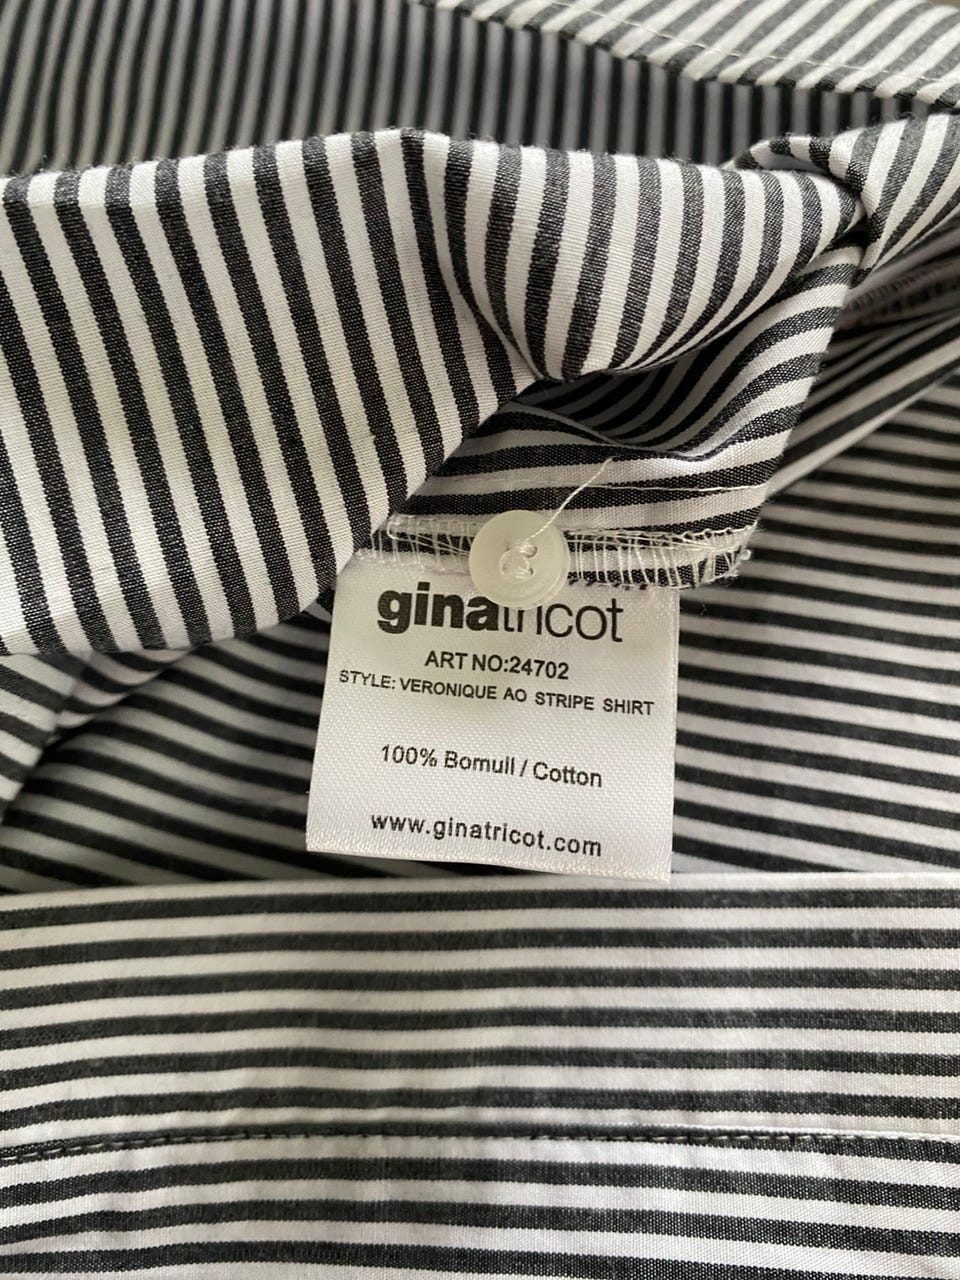 ginatricot
ART NO:24702
STYLE: VERONIQUE AO STRIPE SHIRT
100% Bomull / Cotton
www.ginatricot.com